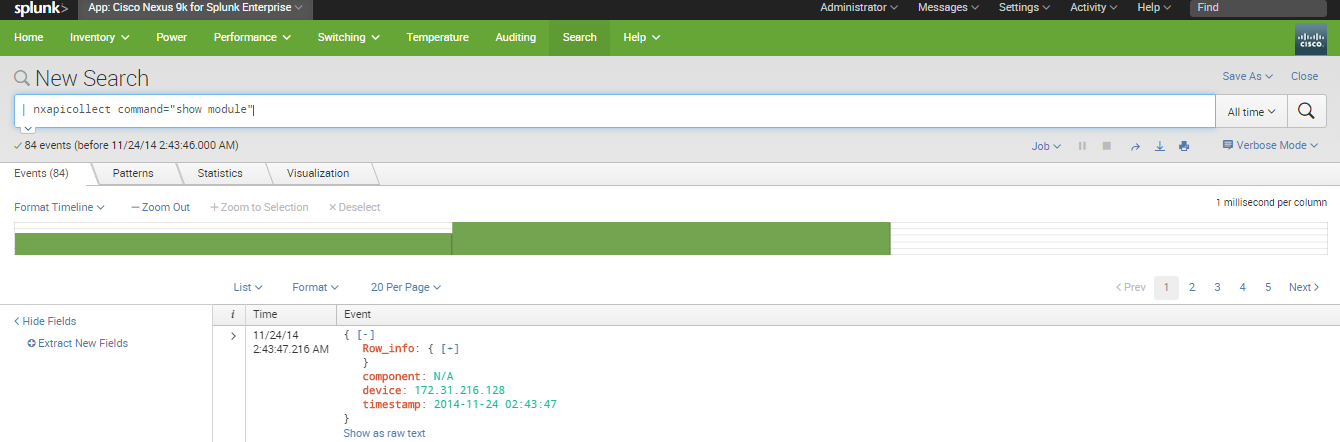 splunk> App: Cisco Nexus 9k for Splunk Enterprise Administrator Messages Settings Activity Help Find
Home Inventory Power Performance Switching Temperature Auditing Search Help CISCO
New Search Save As Close
| nxapicollect command="show module" All time
84 events (before 11/24/14 2:43:46.000 AM) Job Verbose Mode
Events (84) Patterns Statistics Visualization
Format Timeline — Zoom Out + Zoom to Selection × Deselect 1 millisecond per column
List Format 20 Per Page < Prev 1 2 3 4 5 Next >
< Hide Fields i Time Event
Extract New Fields > 11/24/14 { [-]
2:43:47.216 AM Row_info: { [+]
}
component: N/A
device: 172.31.216.128
timestamp: 2014-11-24 02:43:47
}
Show as raw text